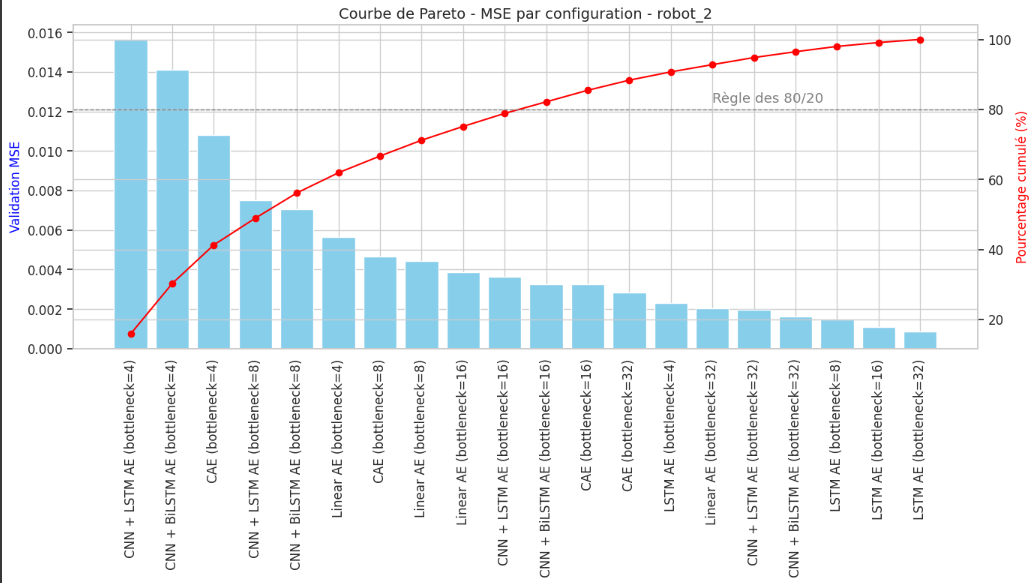 Courbe de Pareto - MSE par configuration - robot_2
Validation MSE
0.016
0.014
0.012
0.010
0.008
0.006
0.004
0.002
0.000
Règle des 80/20
100
80
60
40
20
Pourcentage cumulé (%)
CNN + LSTM AE (bottleneck=4)
CNN + BiLSTM AE (bottleneck=4)
CAE (bottleneck=4)
CNN + LSTM AE (bottleneck=8)
CNN + BiLSTM AE (bottleneck=8)
Linear AE (bottleneck=4)
CAE (bottleneck=8)
Linear AE (bottleneck=8)
Linear AE (bottleneck=16)
CNN + LSTM AE (bottleneck=16)
CNN + BiLSTM AE (bottleneck=16)
CAE (bottleneck=16)
CAE (bottleneck=32)
LSTM AE (bottleneck=4)
Linear AE (bottleneck=32)
CNN + LSTM AE (bottleneck=32)
CNN + BiLSTM AE (bottleneck=32)
LSTM AE (bottleneck=8)
LSTM AE (bottleneck=16)
LSTM AE (bottleneck=32)